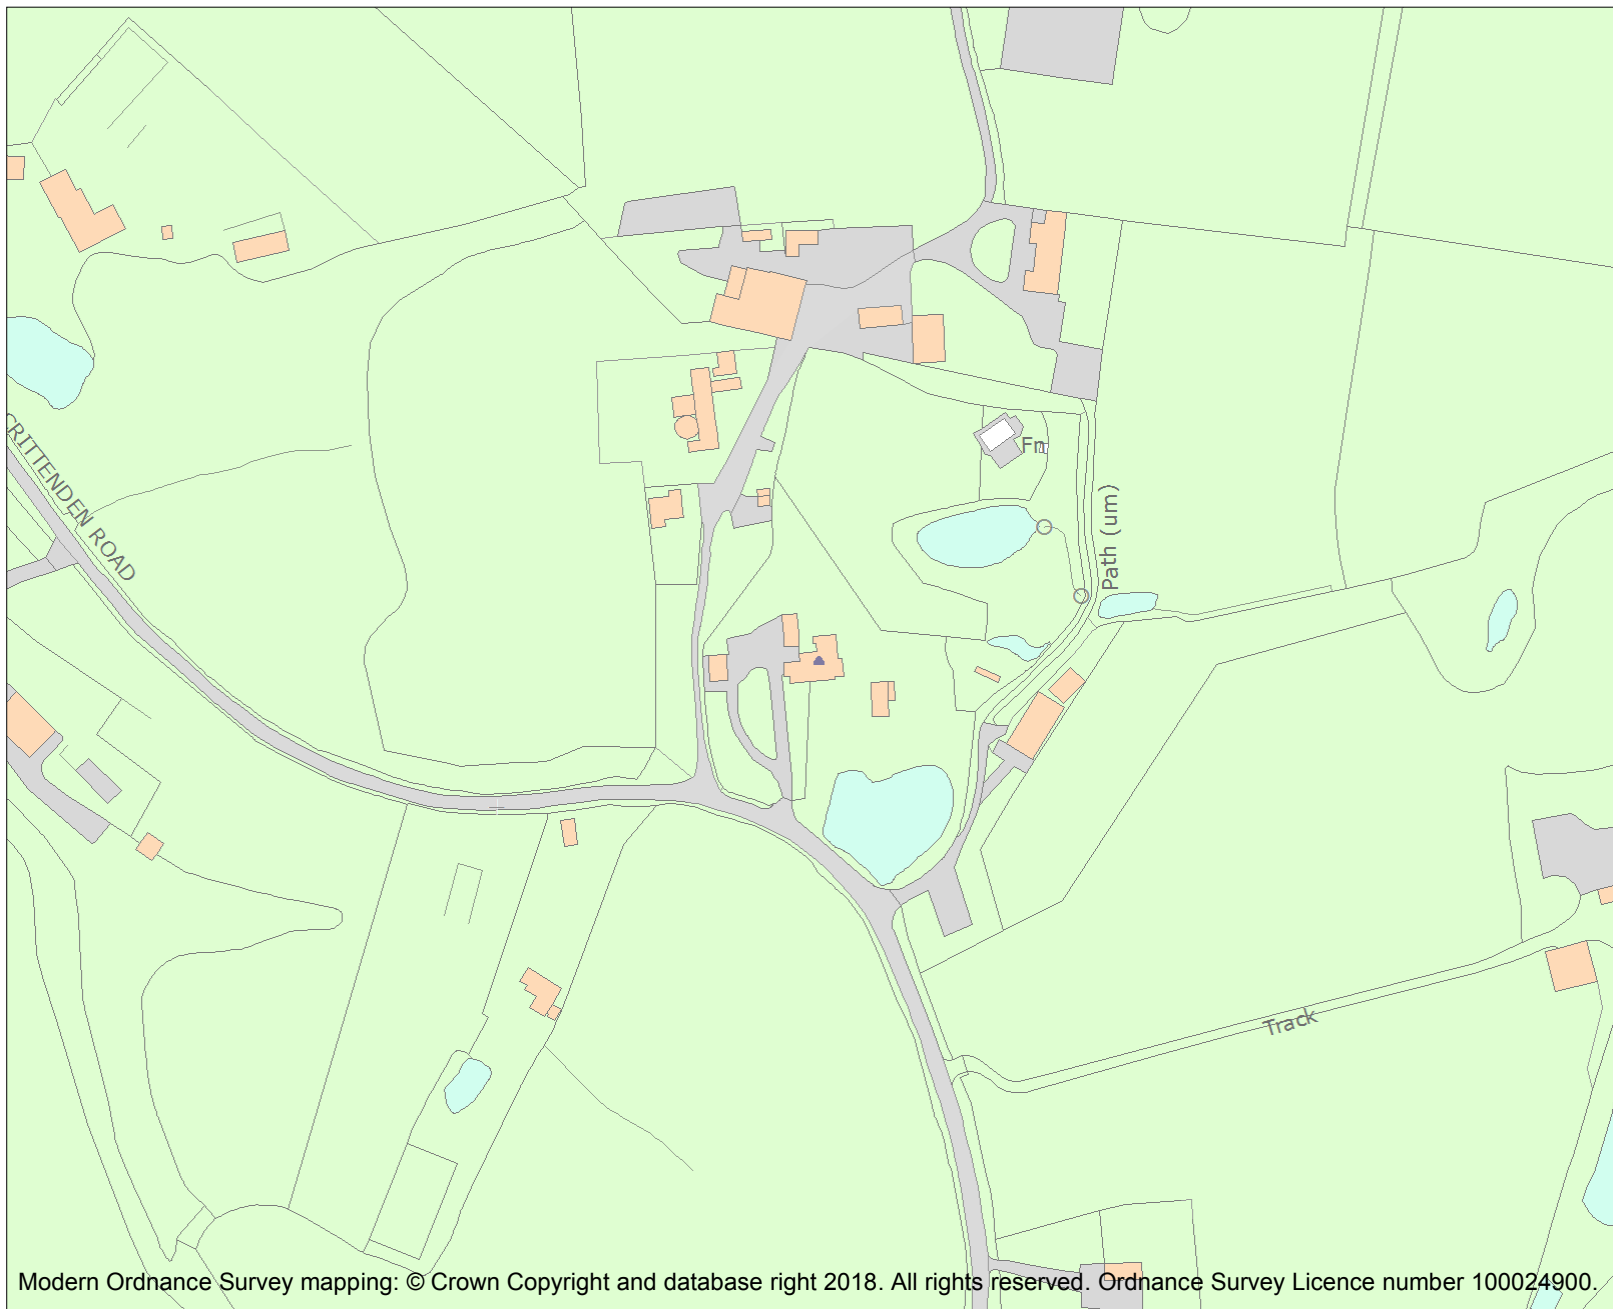 CRITTENDEN ROAD
Fn
Path (um)
Track
Modern Ordnance Survey mapping: © Crown Copyright and database right 2018. All rights reserved. Ordnance Survey Licence number 100024900.